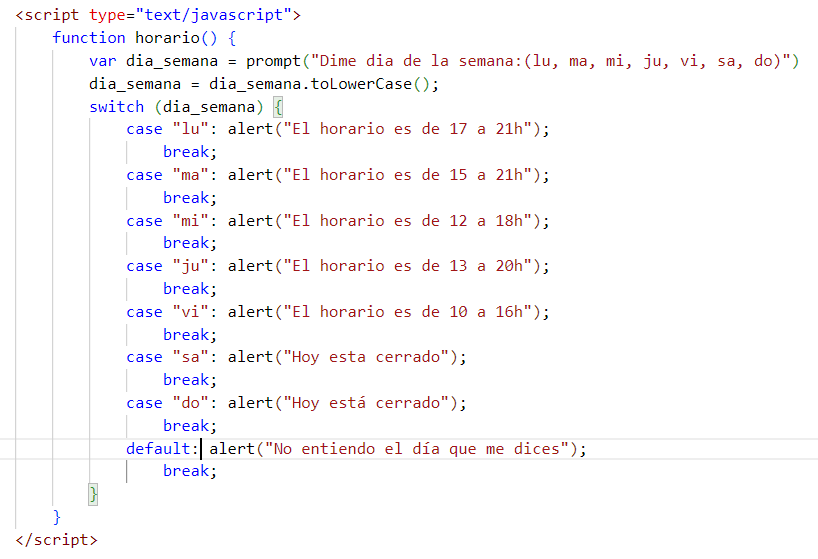 <script type="text/javascript">
function horario() {
var dia_semana = prompt("Dime dia de la semana:(lu, ma, mi, ju, vi, sa, do)")
dia_semana = dia_semana.toLowerCase();
switch (dia_semana) {
case "lu": alert("El horario es de 17 a 21h");
break;
case "ma": alert("El horario es de 15 a 21h");
break;
case "mi": alert("El horario es de 12 a 18h");
break;
case "ju": alert("El horario es de 13 a 20h");
break;
case "vi": alert("El horario es de 10 a 16h");
break;
case "sa": alert("Hoy esta cerrado");
break;
case "do": alert("Hoy está cerrado");
break;
default: alert("No entiendo el día que me dices");
break;
}
}
</script>